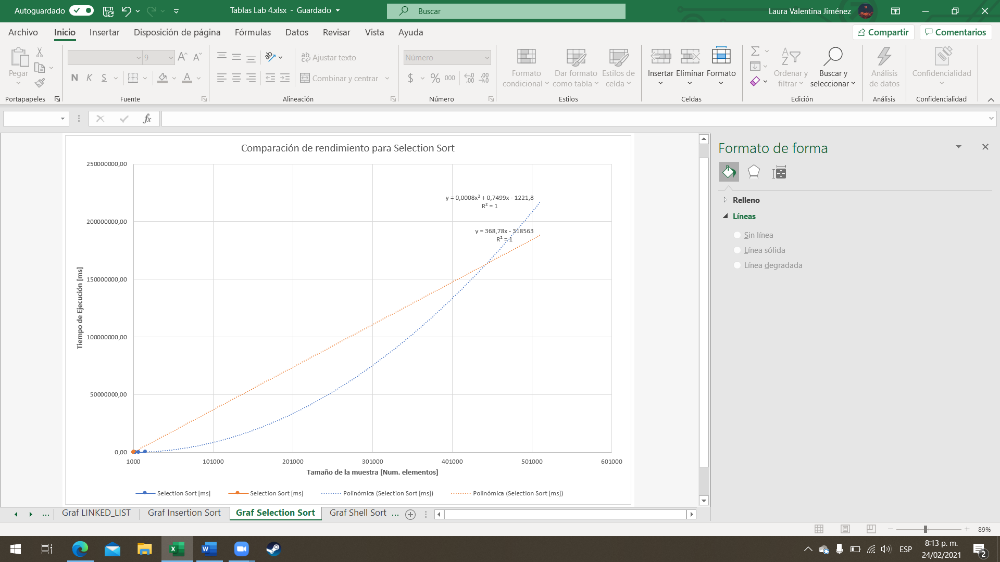 Autoguardado
Tablas Lab 4.xlsx - Guardado
Buscar
Laura Valentina Jiménez
Archivo Inicio Insertar Disposición de página Fórmulas Datos Revisar Vista Ayuda
Compartir Comentarios
Pegar
Portapapeles
9
N K S
Fuente
Ajustar texto
Combinar y centrar
Alineación
Número
$ % 000
Número
Formato condicional
Dar formato como tabla
Estilos de celda
Estilos
Insertar Eliminar Formato
Celdas
Ordenar y filtrar
Buscar y seleccionar
Edición
Análisis de datos
Análisis
Confidencialidad
Confidencialidad
fx
Comparación de rendimiento para Selection Sort
250000000,00
200000000,00
150000000,00
100000000,00
50000000,00
0,00
Tiempo de Ejecución [ms]
y = 0,0008x² + 0,7499x - 1221,8
R² = 1
y = 368,78x - 318563
R² = 1
1000 101000 201000 301000 401000 501000 601000
Tamaño de la muestra [Num. elementos]
Selection Sort [ms] Selection Sort [ms] Polinómica (Selection Sort [ms]) Polinómica (Selection Sort [ms])
Formato de forma
Relleno
Líneas
Sin línea
Línea sólida
Línea degradada
... Graf LINKED_LIST Graf Insertion Sort Graf Selection Sort Graf Shell Sort ...
89%
ESP
8:13 p. m.
24/02/2021
2